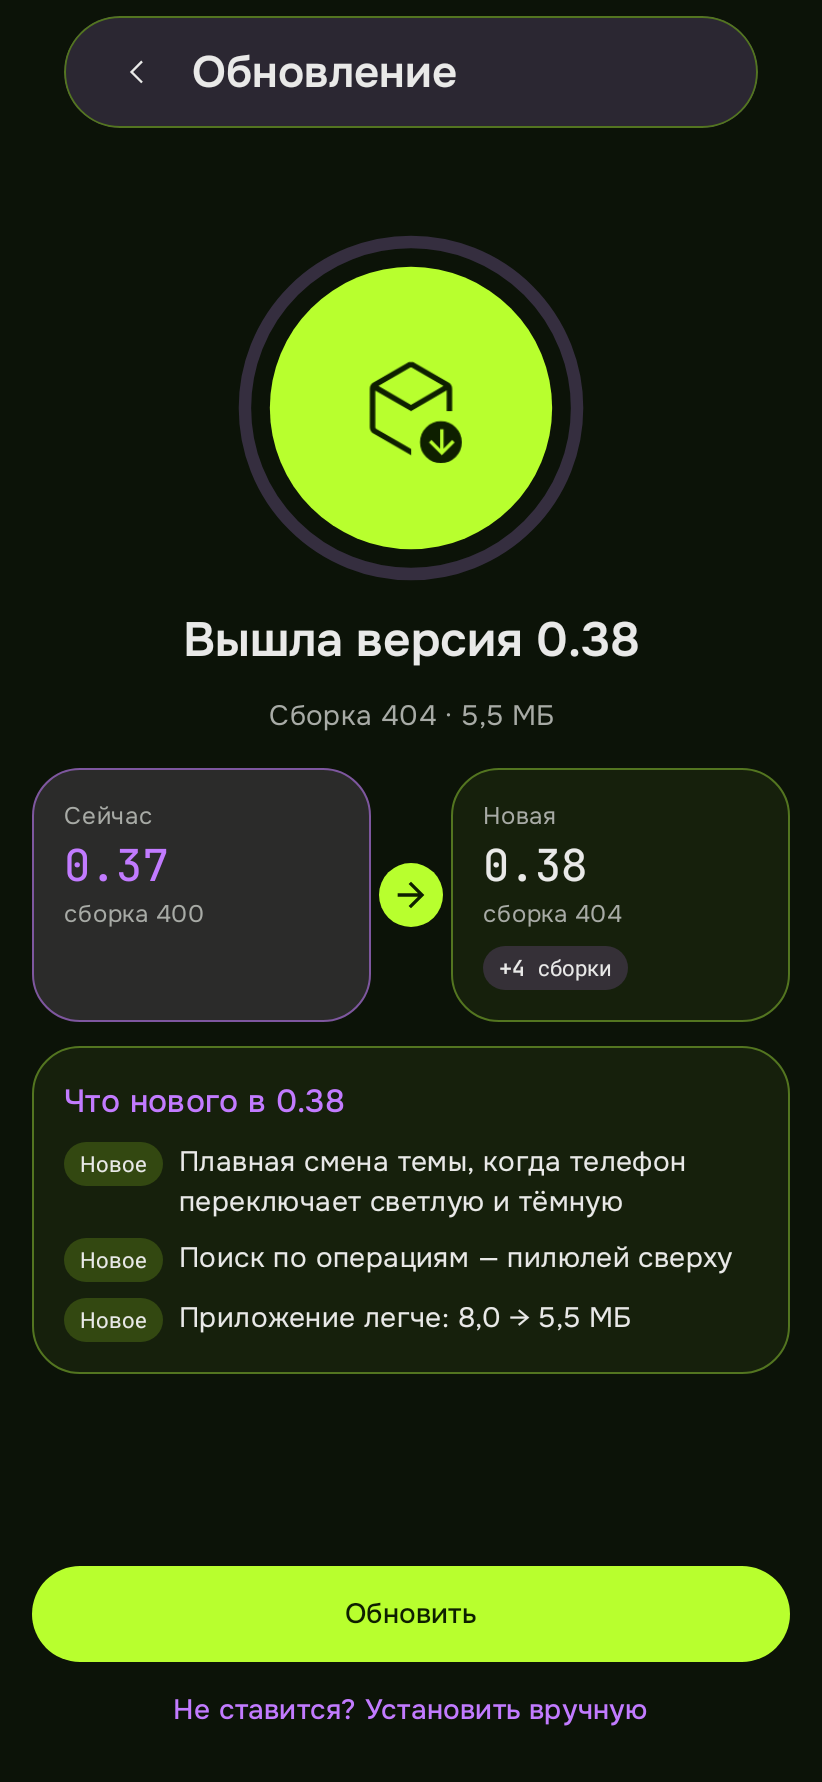 Обновление
Вышла версия 0.38
Сборка 404 · 5,5 МБ
Сейчас
0.37
сборка 400
Новая
0.38
сборка 404
+4 сборки
Что нового в 0.38
Новое Плавная смена темы, когда телефон
переключает светлую и тёмную
Новое Поиск по операциям — пилюлей сверху
Новое Приложение легче: 8,0 → 5,5 МБ
Обновить
Не ставится? Установить вручную